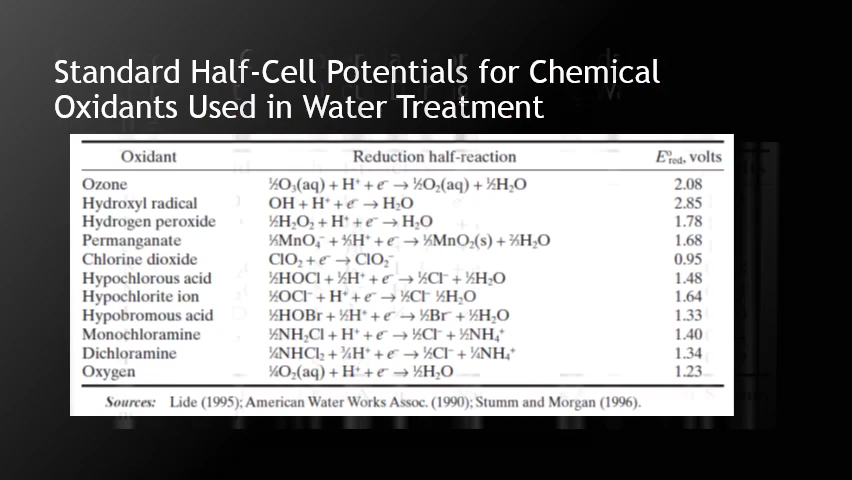 Standard Half-Cell Potentials for Chemical
Oxidants Used in Water Treatment
Oxidant Reduction half-reaction E°red, volts
Ozone ½O₃(aq) + H⁺ + e⁻ → ½O₂(aq) + ½H₂O 2.08
Hydroxyl radical OH + H⁺ + e⁻ → H₂O 2.85
Hydrogen peroxide ½H₂O₂ + H⁺ + e⁻ → H₂O 1.78
Permanganate ⅓MnO₄⁻ + ⁴⁄₃H⁺ + e⁻ → ⅓MnO₂(s) + ⅔H₂O 1.68
Chlorine dioxide ClO₂ + e⁻ → ClO₂⁻ 0.95
Hypochlorous acid ½HOCl + ½H⁺ + e⁻ → ½Cl⁻ + ½H₂O 1.48
Hypochlorite ion ½OCl⁻ + H⁺ + e⁻ → ½Cl⁻ ½H₂O 1.64
Hypobromous acid ½HOBr + ½H⁺ + e⁻ → ½Br⁻ + ½H₂O 1.33
Monochloramine ½NH₂Cl + H⁺ + e⁻ → ½Cl⁻ + ½NH₄⁺ 1.40
Dichloramine ¼NHCl₂ + ¾H⁺ + e⁻ → ½Cl⁻ + ¼NH₄⁺ 1.34
Oxygen ¼O₂(aq) + H⁺ + e⁻ → ½H₂O 1.23
Sources: Lide (1995); American Water Works Assoc. (1990); Stumm and Morgan (1996).